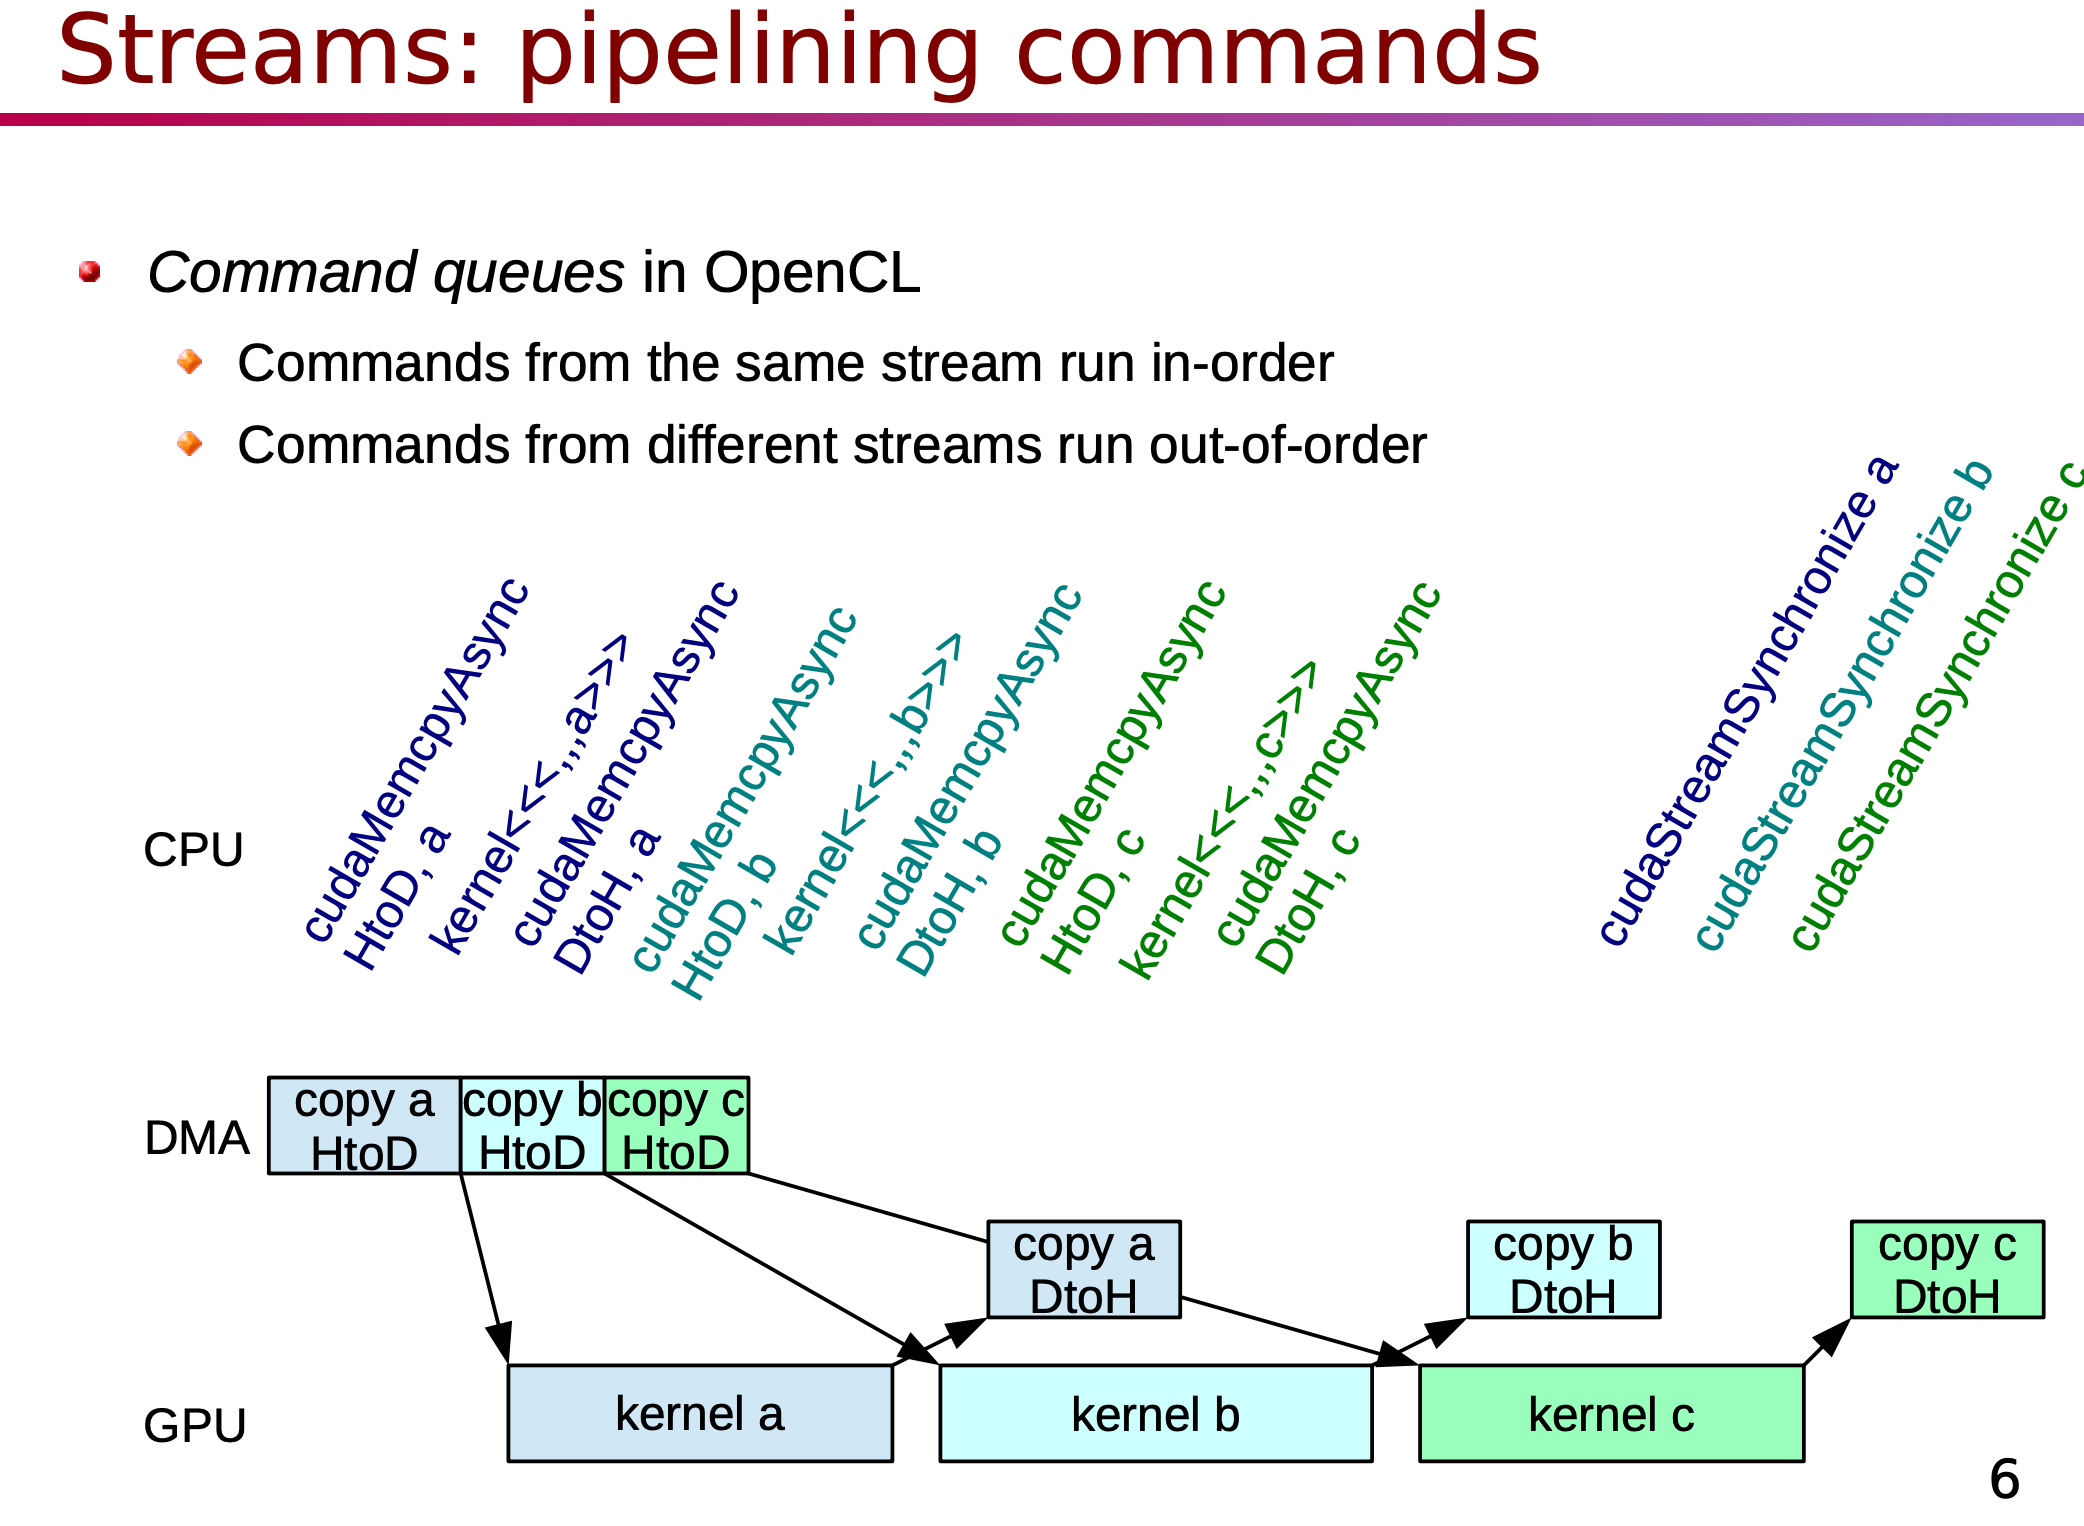 Streams: pipelining commands
Command queues in OpenCL
Commands from the same stream run in-order
Commands from different streams run out-of-order
CPU
cudaMemcpyAsync
HtoD, a
kernel<<<,,,a>>>
cudaMemcpyAsync
DtoH, a
cudaMemcpyAsync
HtoD, b
kernel<<<,,,b>>>
cudaMemcpyAsync
DtoH, b
cudaMemcpyAsync
HtoD, c
kernel<<<,,,c>>>
cudaMemcpyAsync
DtoH, c
cudaStreamSynchronize a
cudaStreamSynchronize b
cudaStreamSynchronize c
DMA
copy a
HtoD
copy b
HtoD
copy c
HtoD
copy a
DtoH
copy b
DtoH
copy c
DtoH
GPU
kernel a
kernel b
kernel c
6